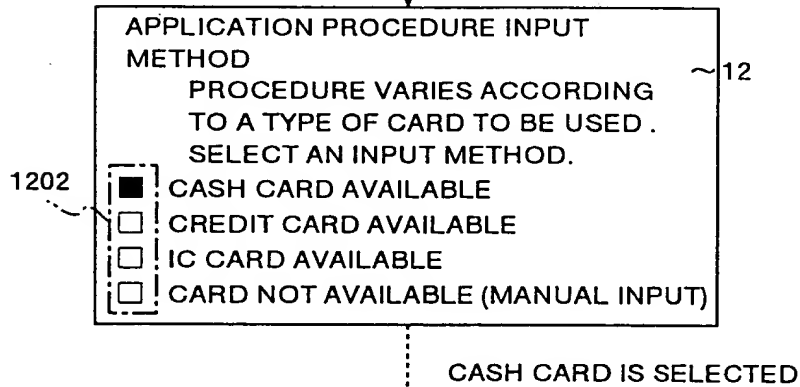 APPLICATION PROCEDURE INPUT
METHOD
PROCEDURE VARIES ACCORDING
TO A TYPE OF CARD TO BE USED .
SELECT AN INPUT METHOD.
12
1202
CASH CARD AVAILABLE
CREDIT CARD AVAILABLE
IC CARD AVAILABLE
CARD NOT AVAILABLE (MANUAL INPUT)
CASH CARD IS SELECTED